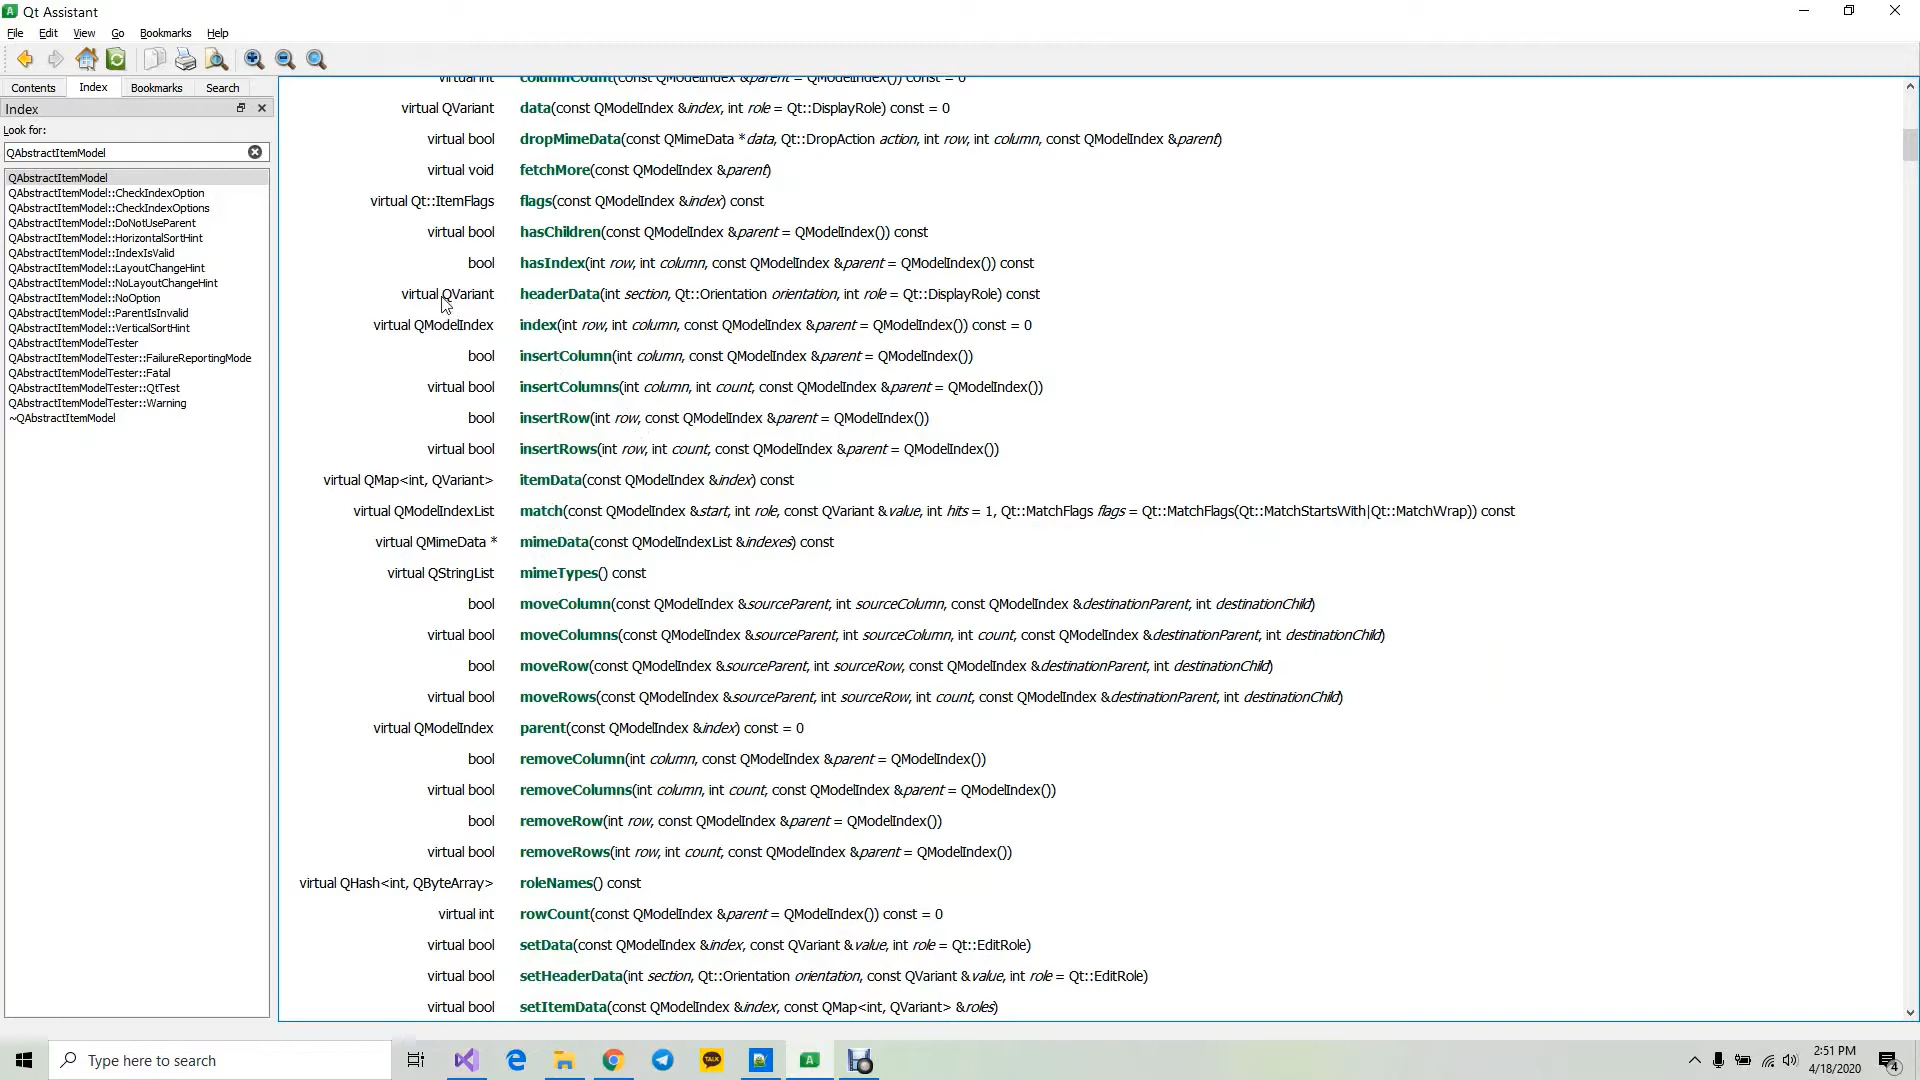 Qt Assistant
File Edit View Go Bookmarks Help
Contents Index Bookmarks Search
Index
Look for:
QAbstractItemModel
QAbstractItemModel
QAbstractItemModel::CheckIndexOption
QAbstractItemModel::CheckIndexOptions
QAbstractItemModel::DoNotUseParent
QAbstractItemModel::HorizontalSortHint
QAbstractItemModel::IndexIsValid
QAbstractItemModel::LayoutChangeHint
QAbstractItemModel::NoLayoutChangeHint
QAbstractItemModel::NoOption
QAbstractItemModel::ParentIsInvalid
QAbstractItemModel::VerticalSortHint
QAbstractItemModelTester
QAbstractItemModelTester::FailureReportingMode
QAbstractItemModelTester::Fatal
QAbstractItemModelTester::QtTest
QAbstractItemModelTester::Warning
~QAbstractItemModel
virtual int columnCount(const QModelIndex &parent = QModelIndex()) const = 0
virtual QVariant data(const QModelIndex &index, int role = Qt::DisplayRole) const = 0
virtual bool dropMimeData(const QMimeData *data, Qt::DropAction action, int row, int column, const QModelIndex &parent)
virtual void fetchMore(const QModelIndex &parent)
virtual Qt::ItemFlags flags(const QModelIndex &index) const
virtual bool hasChildren(const QModelIndex &parent = QModelIndex()) const
bool hasIndex(int row, int column, const QModelIndex &parent = QModelIndex()) const
virtual QVariant headerData(int section, Qt::Orientation orientation, int role = Qt::DisplayRole) const
virtual QModelIndex index(int row, int column, const QModelIndex &parent = QModelIndex()) const = 0
bool insertColumn(int column, const QModelIndex &parent = QModelIndex())
virtual bool insertColumns(int column, int count, const QModelIndex &parent = QModelIndex())
bool insertRow(int row, const QModelIndex &parent = QModelIndex())
virtual bool insertRows(int row, int count, const QModelIndex &parent = QModelIndex())
virtual QMap<int, QVariant> itemData(const QModelIndex &index) const
virtual QModelIndexList match(const QModelIndex &start, int role, const QVariant &value, int hits = 1, Qt::MatchFlags flags = Qt::MatchFlags(Qt::MatchStartsWith|Qt::MatchWrap)) const
virtual QMimeData * mimeData(const QModelIndexList &indexes) const
virtual QStringList mimeTypes() const
bool moveColumn(const QModelIndex &sourceParent, int sourceColumn, const QModelIndex &destinationParent, int destinationChild)
virtual bool moveColumns(const QModelIndex &sourceParent, int sourceColumn, int count, const QModelIndex &destinationParent, int destinationChild)
bool moveRow(const QModelIndex &sourceParent, int sourceRow, const QModelIndex &destinationParent, int destinationChild)
virtual bool moveRows(const QModelIndex &sourceParent, int sourceRow, int count, const QModelIndex &destinationParent, int destinationChild)
virtual QModelIndex parent(const QModelIndex &index) const = 0
bool removeColumn(int column, const QModelIndex &parent = QModelIndex())
virtual bool removeColumns(int column, int count, const QModelIndex &parent = QModelIndex())
bool removeRow(int row, const QModelIndex &parent = QModelIndex())
virtual bool removeRows(int row, int count, const QModelIndex &parent = QModelIndex())
virtual QHash<int, QByteArray> roleNames() const
virtual int rowCount(const QModelIndex &parent = QModelIndex()) const = 0
virtual bool setData(const QModelIndex &index, const QVariant &value, int role = Qt::EditRole)
virtual bool setHeaderData(int section, Qt::Orientation orientation, const QVariant &value, int role = Qt::EditRole)
virtual bool setItemData(const QModelIndex &index, const QMap<int, QVariant> &roles)
Type here to search
TALK
A
2:51 PM
4/18/2020
4